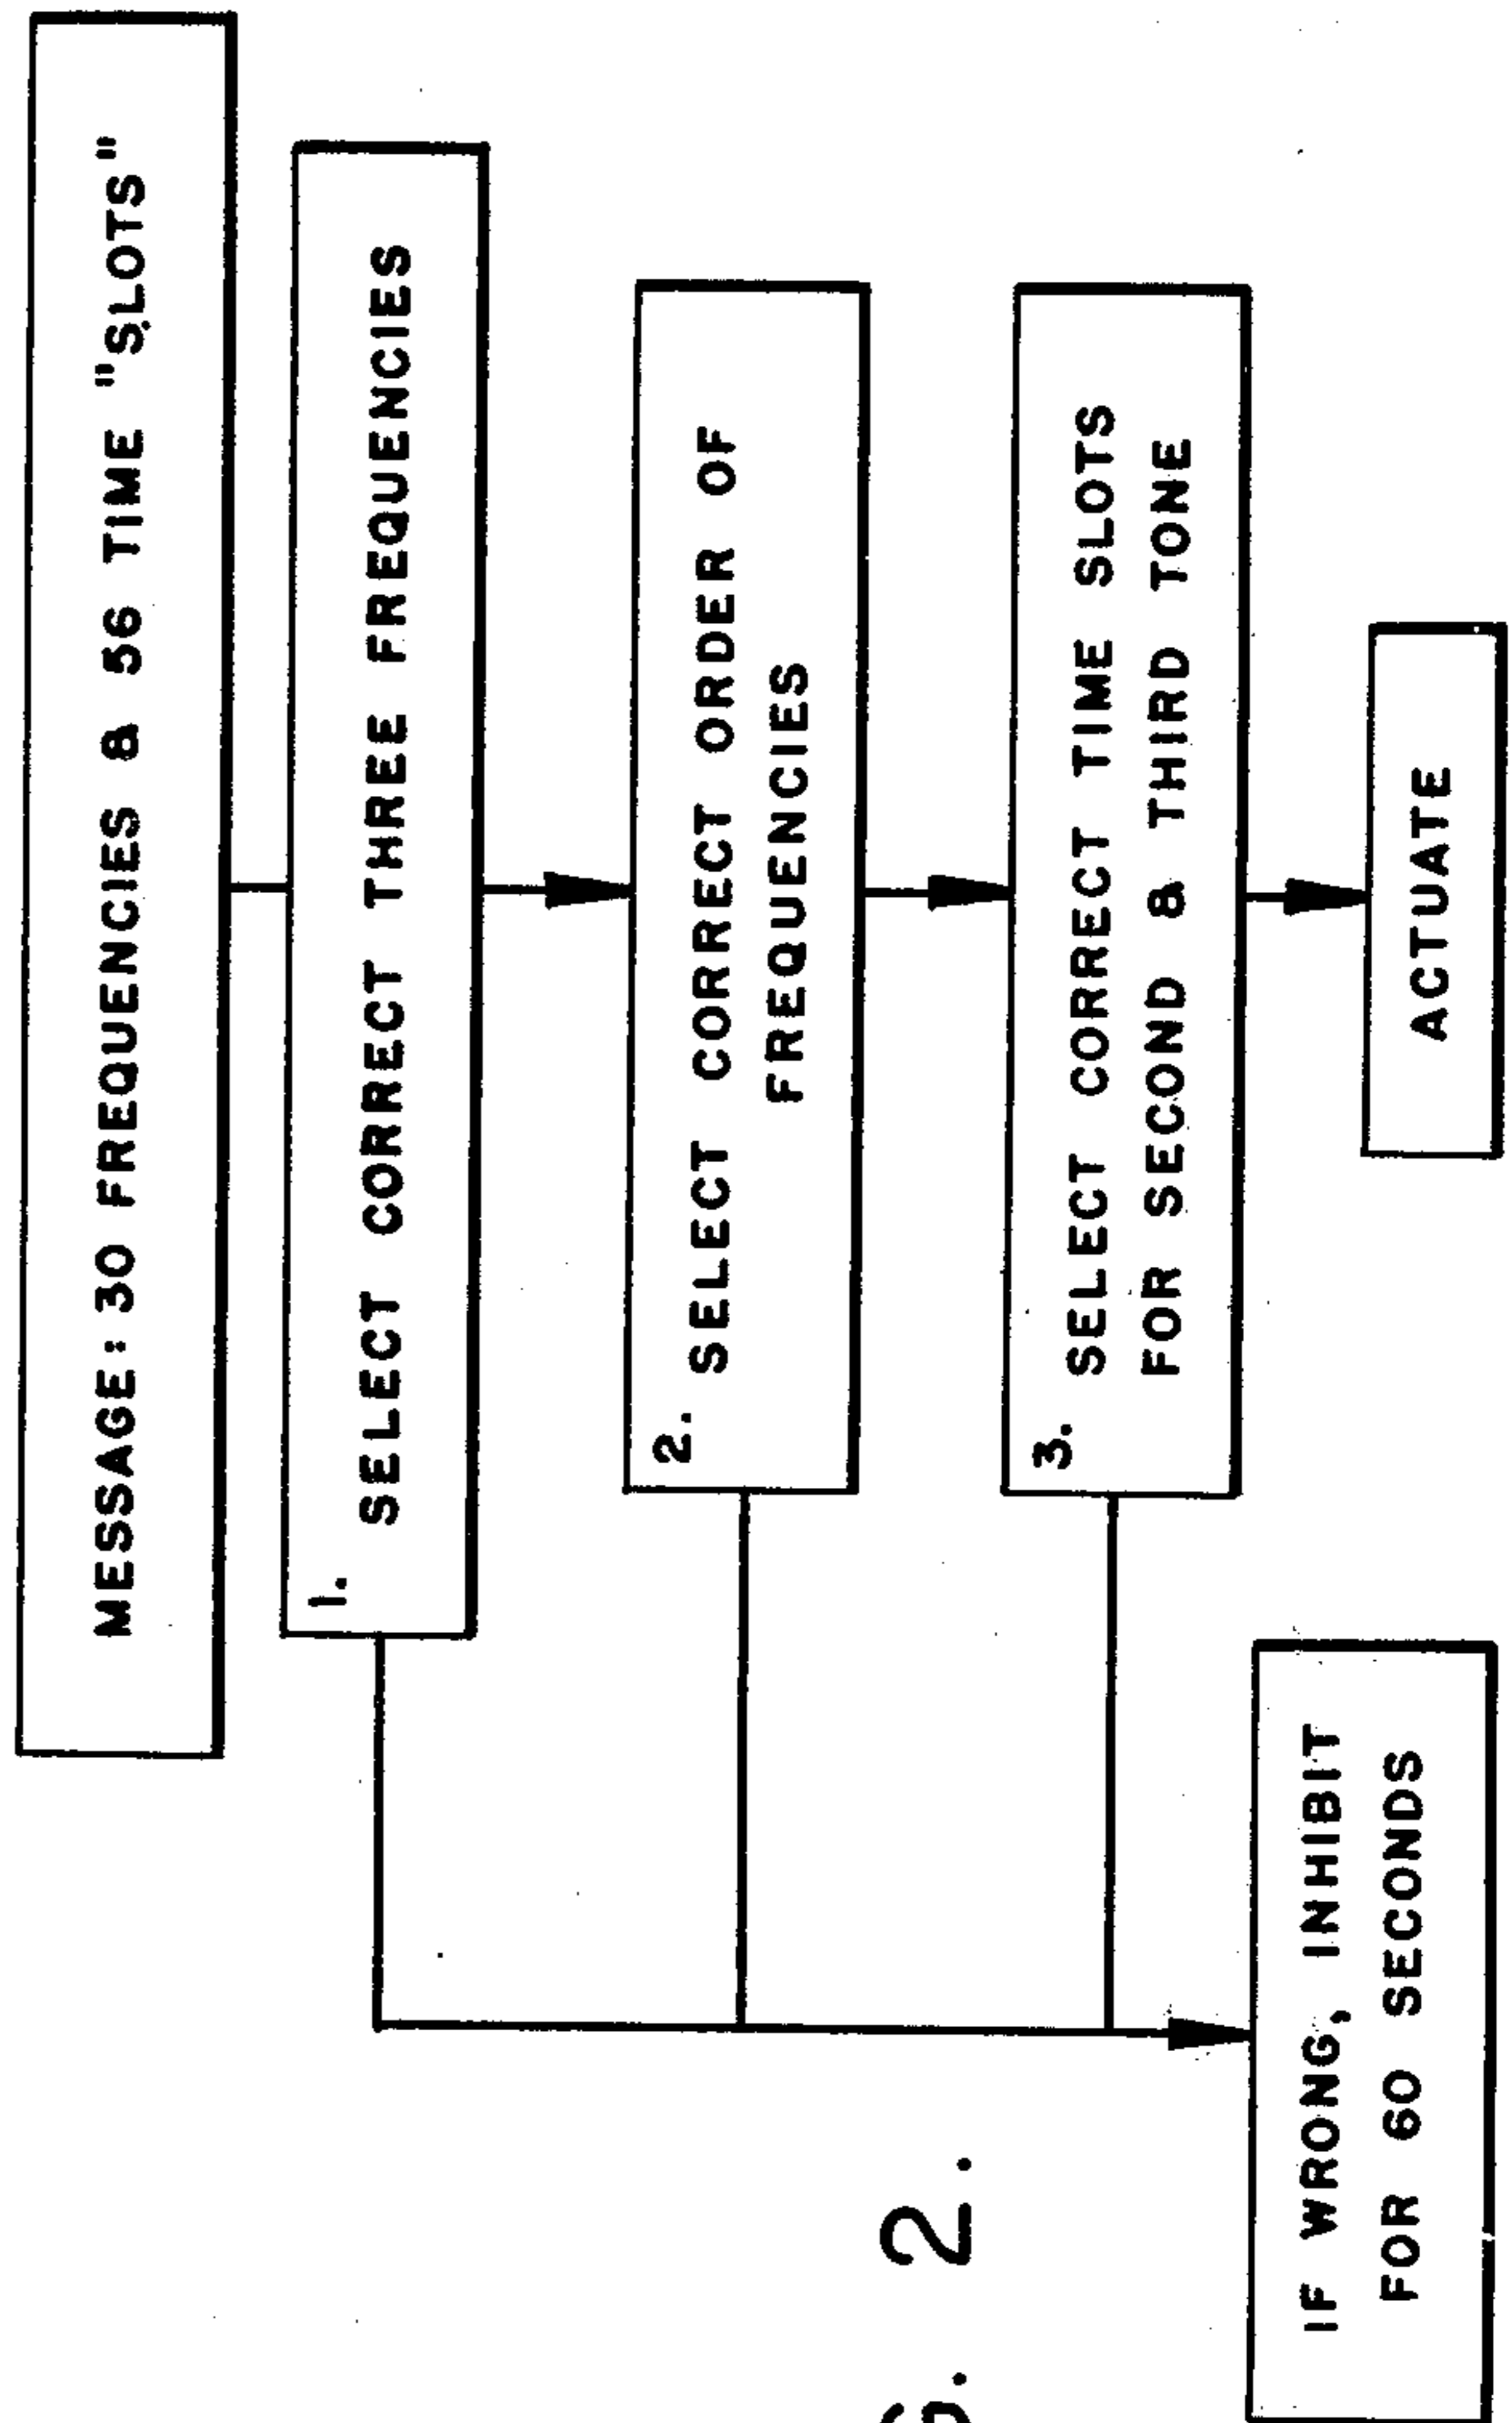 MESSAGE: 30 FREQUENCIES & 56 TIME "SLOTS"
1.
SELECT CORRECT THREE FREQUENCIES
2.
SELECT CORRECT ORDER OF
FREQUENCIES
3.
SELECT CORRECT TIME SLOTS
FOR SECOND & THIRD TONE
ACTUATE
IF WRONG, INHIBIT
FOR 60 SECONDS
2.